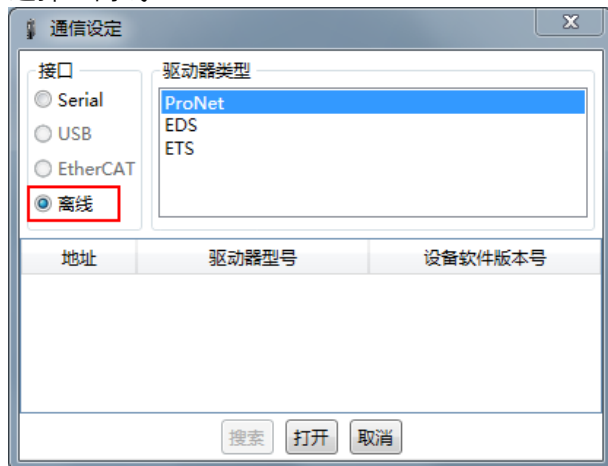 通信设定
接口
Serial
USB
EtherCAT
离线
驱动器类型
ProNet
EDS
ETS
地址 驱动器型号 设备软件版本号
搜索 打开 取消